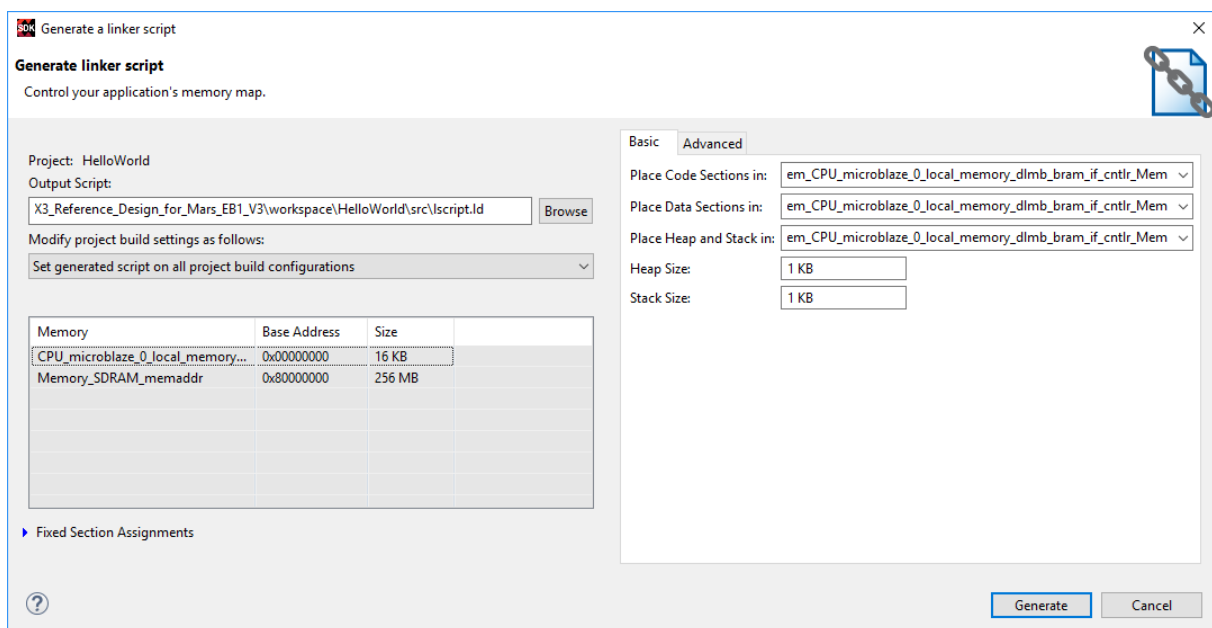 SDK Generate a linker script
Generate linker script
Control your application's memory map.
Project: HelloWorld
Output Script:
X3_Reference_Design_for_Mars_EB1_V3\workspace\HelloWorld\src\lscript.ld Browse
Modify project build settings as follows:
Set generated script on all project build configurations
Memory Base Address Size
CPU_microblaze_0_local_memory... 0x00000000 16 KB
Memory_SDRAM_memaddr 0x80000000 256 MB
Fixed Section Assignments
Basic Advanced
Place Code Sections in: em_CPU_microblaze_0_local_memory_dlmb_bram_if_cntlr_Mem
Place Data Sections in: em_CPU_microblaze_0_local_memory_dlmb_bram_if_cntlr_Mem
Place Heap and Stack in: em_CPU_microblaze_0_local_memory_dlmb_bram_if_cntlr_Mem
Heap Size: 1 KB
Stack Size: 1 KB
? Generate Cancel